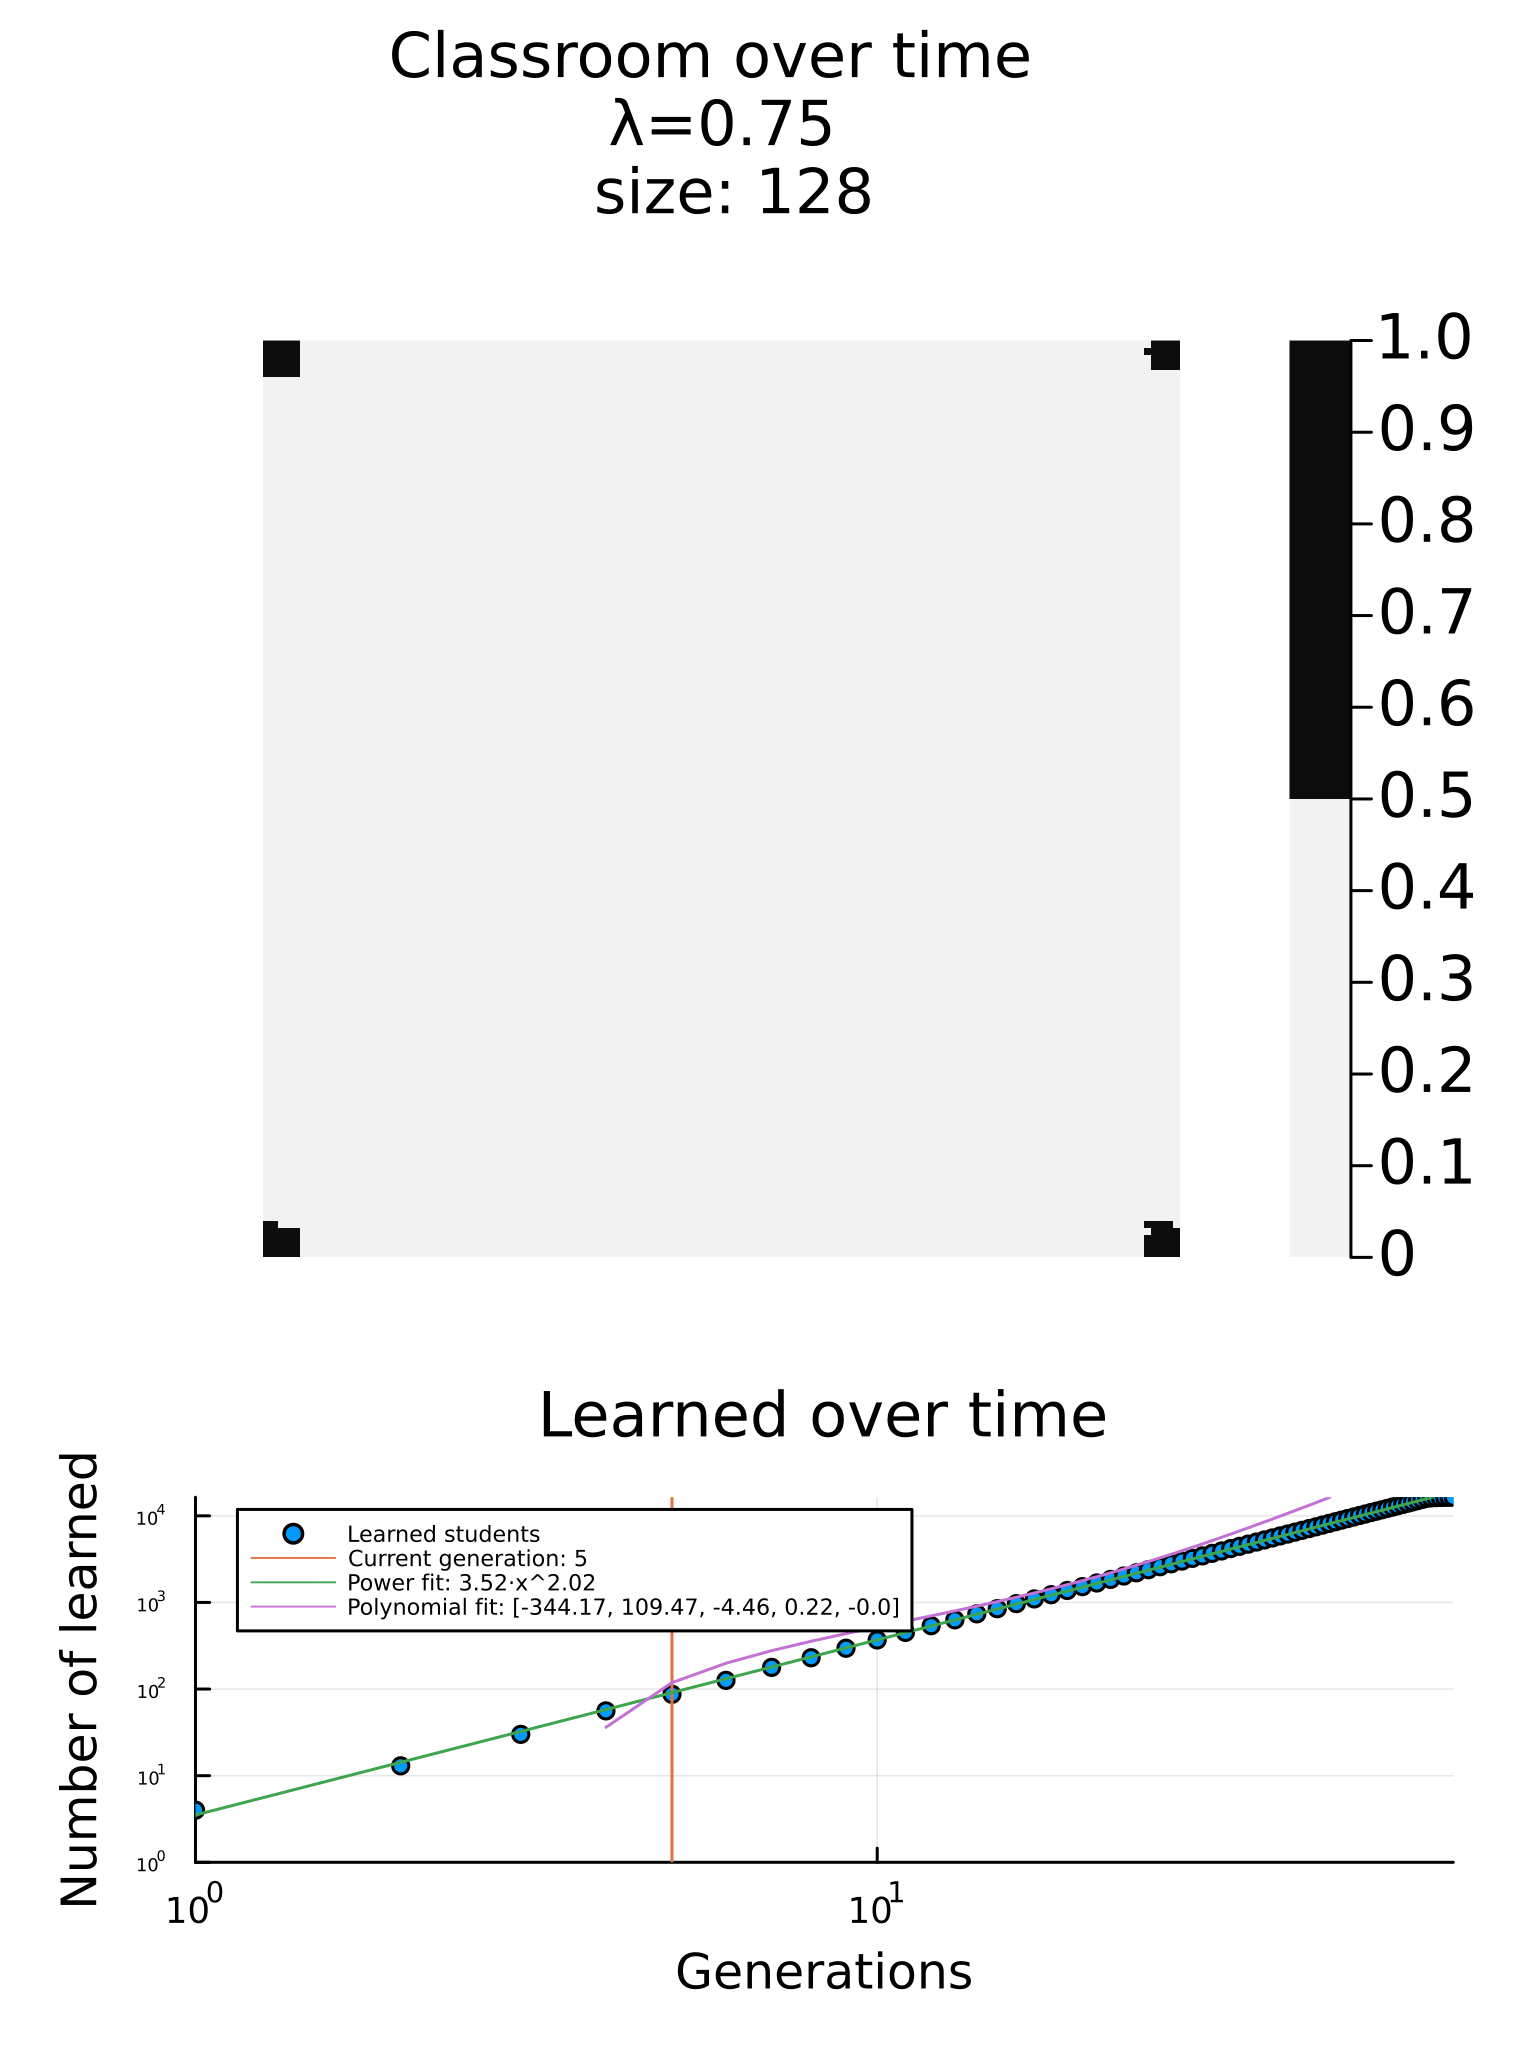 Classroom over time
λ=0.75
size: 128
1.0
0.9
0.8
0.7
0.6
0.5
0.4
0.3
0.2
0.1
0
Learned over time
Number of learned
10^4
10^3
10^2
10^1
10^0
Learned students
Current generation: 5
Power fit: 3.52·x^2.02
Polynomial fit: [-344.17, 109.47, -4.46, 0.22, -0.0]
10^0
10^1
Generations